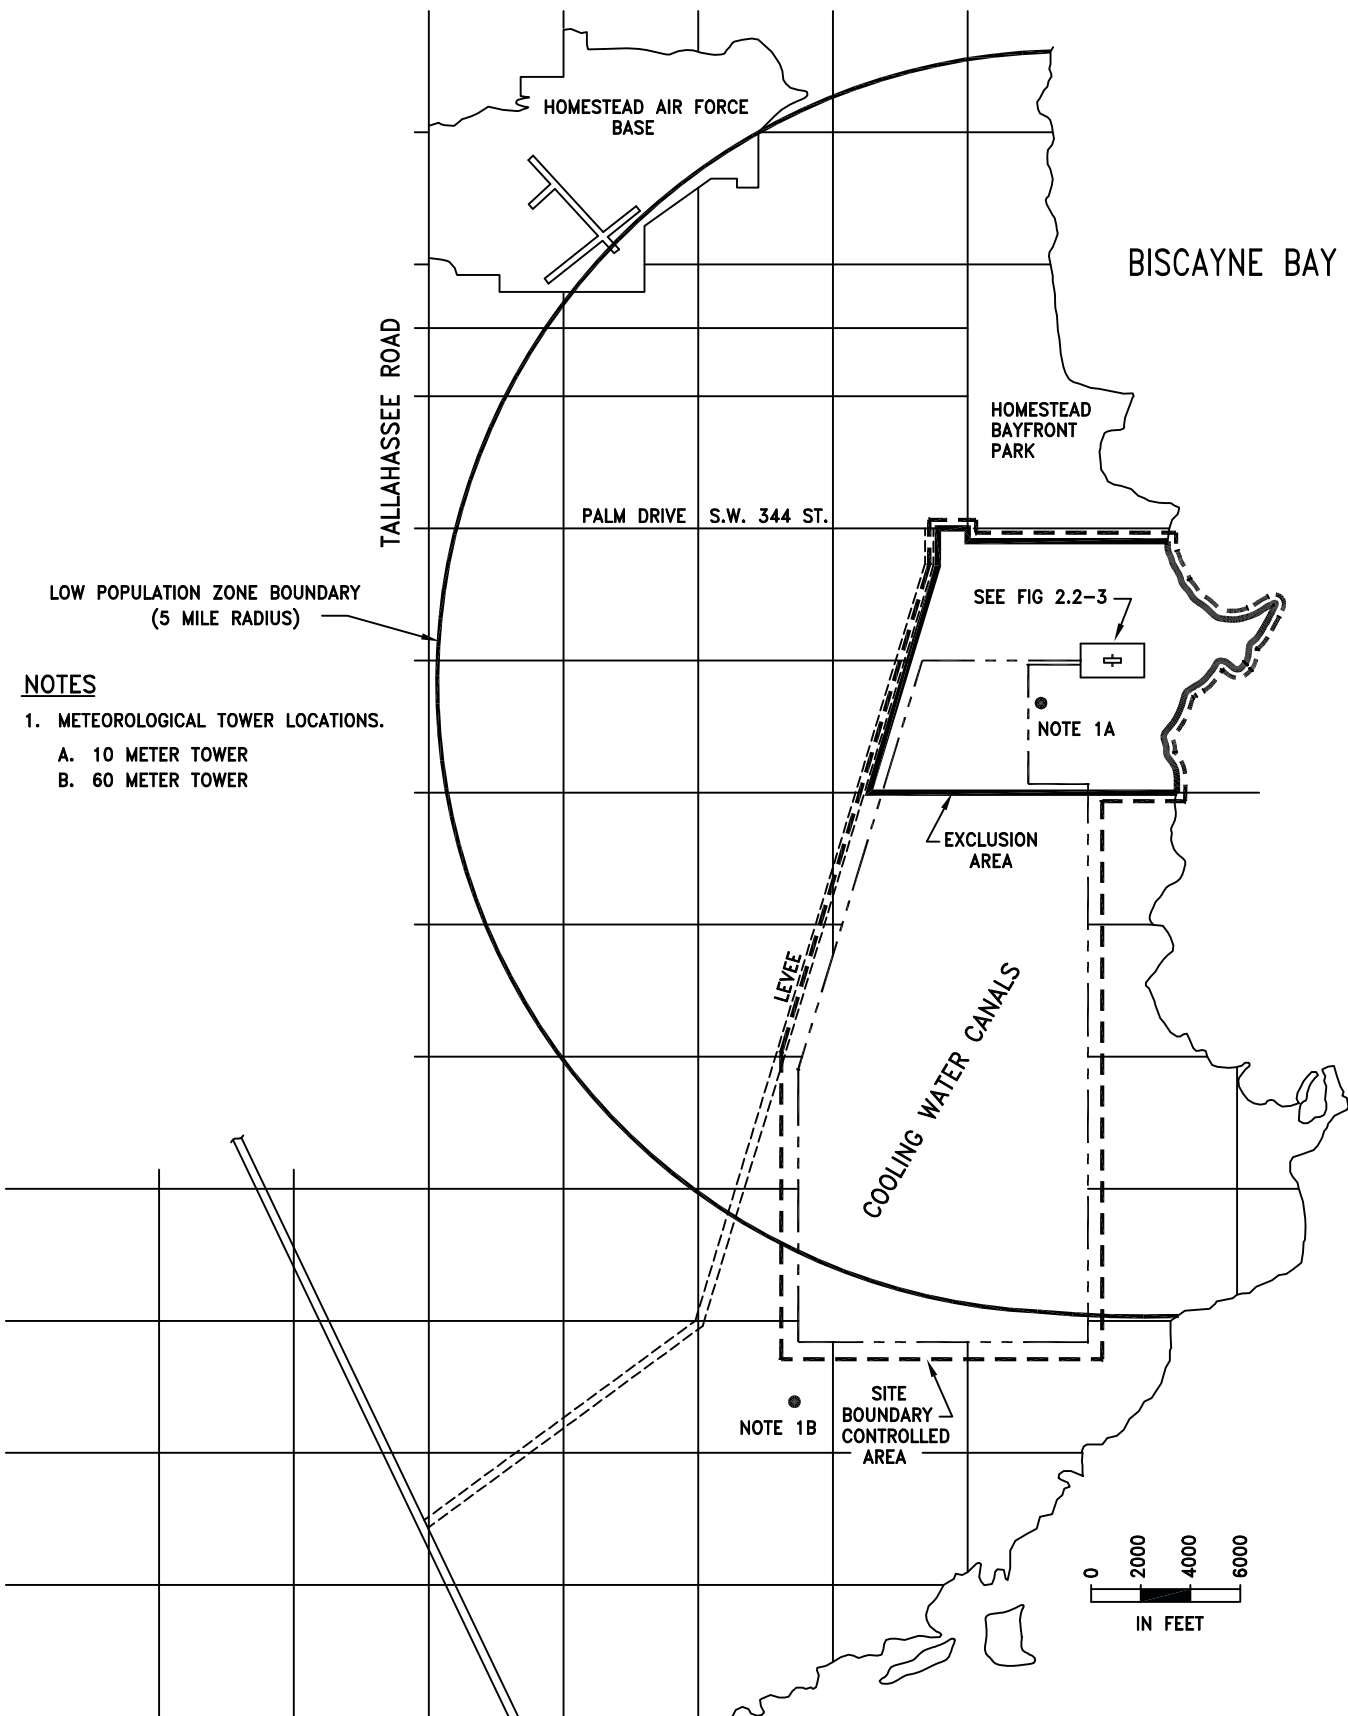 HOMESTEAD AIR FORCE
BASE
BISCAYNE BAY
TALLAHASSEE ROAD
HOMESTEAD
BAYFRONT
PARK
PALM DRIVE S.W. 344 ST.
LOW POPULATION ZONE BOUNDARY
(5 MILE RADIUS)
SEE FIG 2.2-3
NOTES
1. METEOROLOGICAL TOWER LOCATIONS.
A. 10 METER TOWER
B. 60 METER TOWER
NOTE 1A
EXCLUSION
AREA
LEVEE
COOLING WATER CANALS
NOTE 1B
SITE
BOUNDARY
CONTROLLED
AREA
0 2000 4000 6000
IN FEET